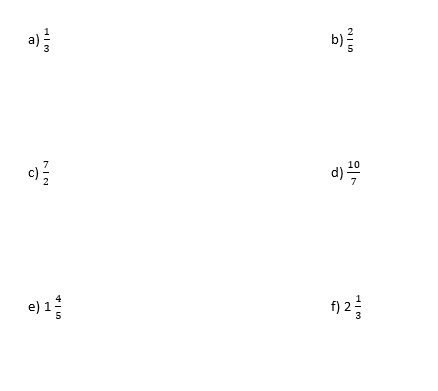 a) 1/3 b) 2/5
c) 7/2 d) 10/7
e) 1 4/5 f) 2 1/3